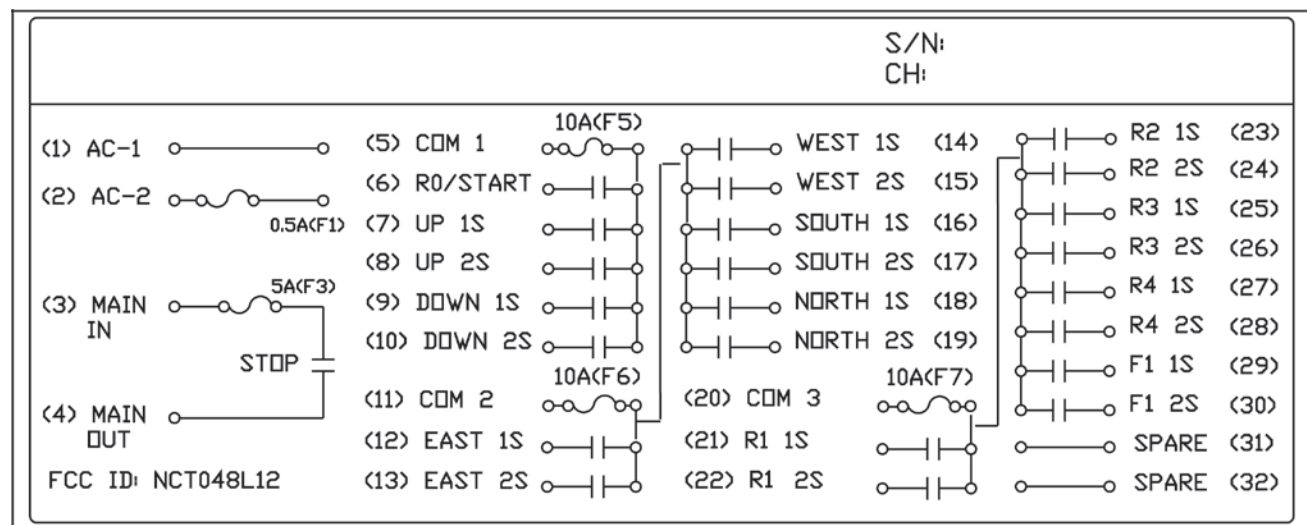 S/N:
CH:
(1) AC-1
(2) AC-2
0.5A(F1)
(3) MAIN
IN
5A(F3)
STOP
(4) MAIN
OUT
FCC ID: NCT048L12
(5) COM 1
10A(F5)
(6) R0/START
(7) UP 1S
(8) UP 2S
(9) DOWN 1S
(10) DOWN 2S
10A(F6)
(11) COM 2
(12) EAST 1S
(13) EAST 2S
WEST 1S (14)
WEST 2S (15)
SOUTH 1S (16)
SOUTH 2S (17)
NORTH 1S (18)
NORTH 2S (19)
10A(F7)
(20) COM 3
(21) R1 1S
(22) R1 2S
R2 1S (23)
R2 2S (24)
R3 1S (25)
R3 2S (26)
R4 1S (27)
R4 2S (28)
F1 1S (29)
F1 2S (30)
SPARE (31)
SPARE (32)